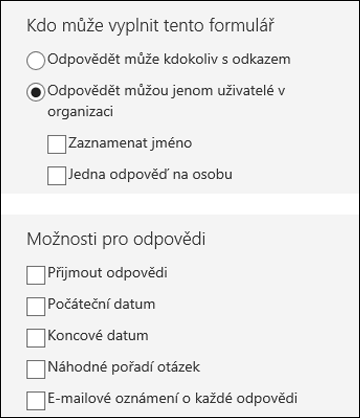 Kdo může vyplnit tento formulář
Odpovědět může kdokoliv s odkazem
Odpovědět můžou jenom uživatelé v
organizaci
Zaznamenat jméno
Jedna odpověď na osobu
Možnosti pro odpovědi
Přijmout odpovědi
Počáteční datum
Koncové datum
Náhodné pořadí otázek
E-mailové oznámení o každé odpovědi